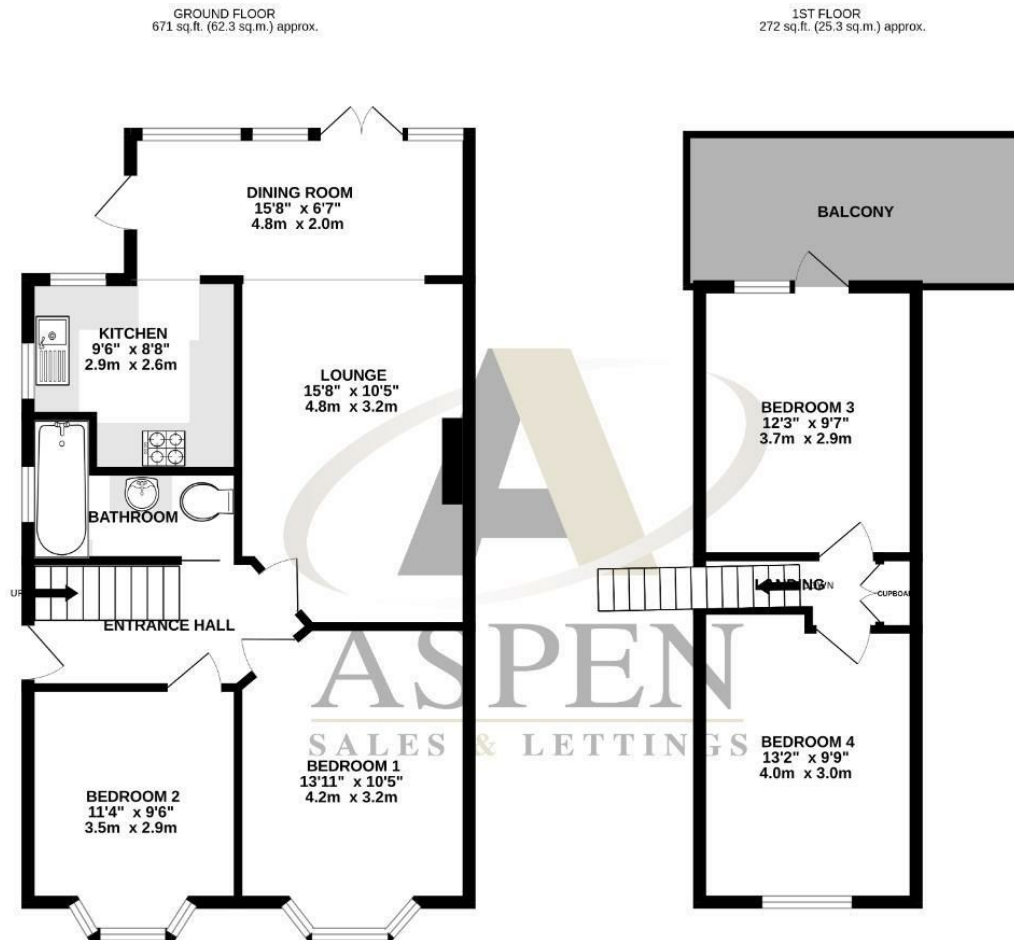 GROUND FLOOR
671 sq.ft. (62.3 sq.m.) approx.
1ST FLOOR
272 sq.ft. (25.3 sq.m.) approx.
DINING ROOM
15'8" x 6'7"
4.8m x 2.0m
BALCONY
KITCHEN
9'6" x 8'8"
2.9m x 2.6m
LOUNGE
15'8" x 10'5"
4.8m x 3.2m
BEDROOM 3
12'3" x 9'7"
3.7m x 2.9m
BATHROOM
UP
ENTRANCE HALL
LANDING
DOWN
CUPBOARD
ASPEN
SALES & LETTINGS
BEDROOM 1
13'11" x 10'5"
4.2m x 3.2m
BEDROOM 2
11'4" x 9'6"
3.5m x 2.9m
BEDROOM 4
13'2" x 9'9"
4.0m x 3.0m